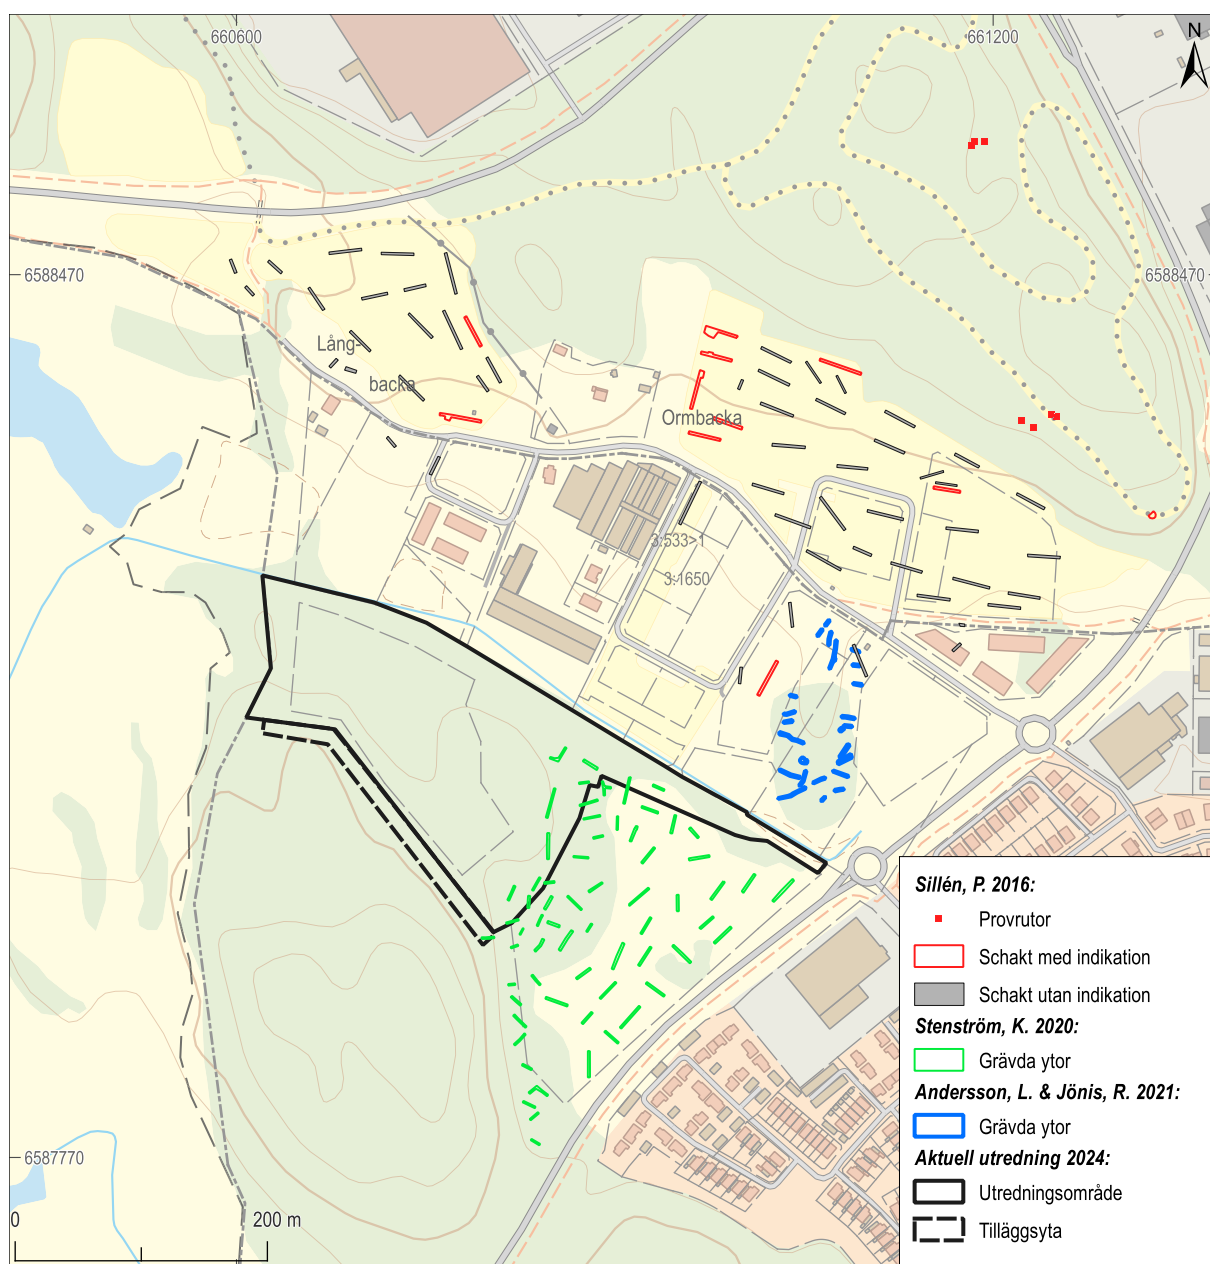 660600
661200
N
6588470
6588470
Lång-
backa
Ormbacka
3:533>1
3:1650
6587770
0
200 m
Sillén, P. 2016:
Provrutor
Schakt med indikation
Schakt utan indikation
Stenström, K. 2020:
Grävda ytor
Andersson, L. & Jönis, R. 2021:
Grävda ytor
Aktuell utredning 2024:
Utredningsområde
Tilläggsyta